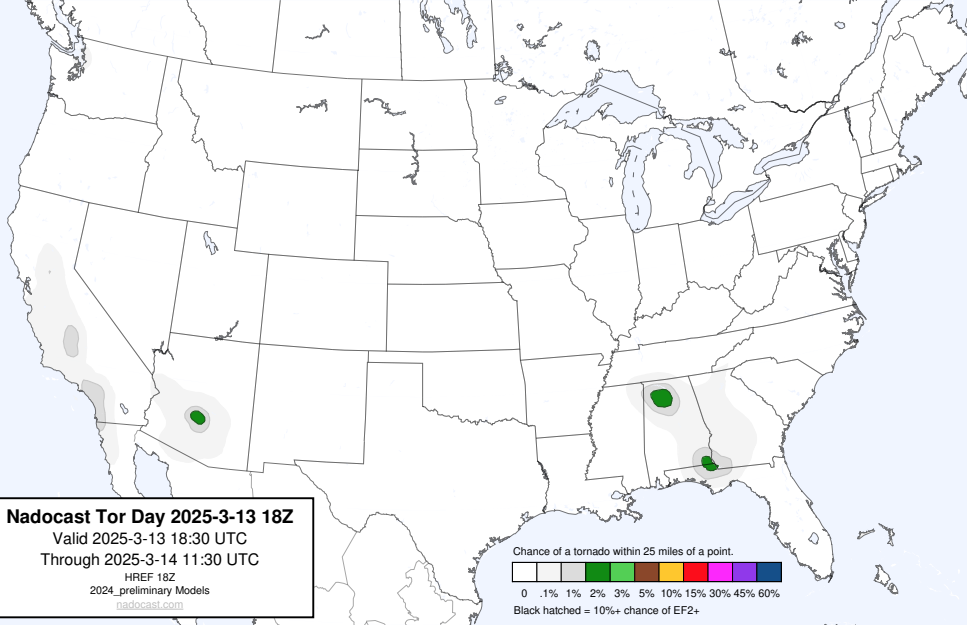 Nadocast Tor Day 2025-3-13 18Z
Valid 2025-3-13 18:30 UTC
Through 2025-3-14 11:30 UTC
HREF 18Z
2024_preliminary Models
nadocast.com
Chance of a tornado within 25 miles of a point.
0 .1% 1% 2% 3% 5% 10% 15% 30% 45% 60%
Black hatched = 10%+ chance of EF2+